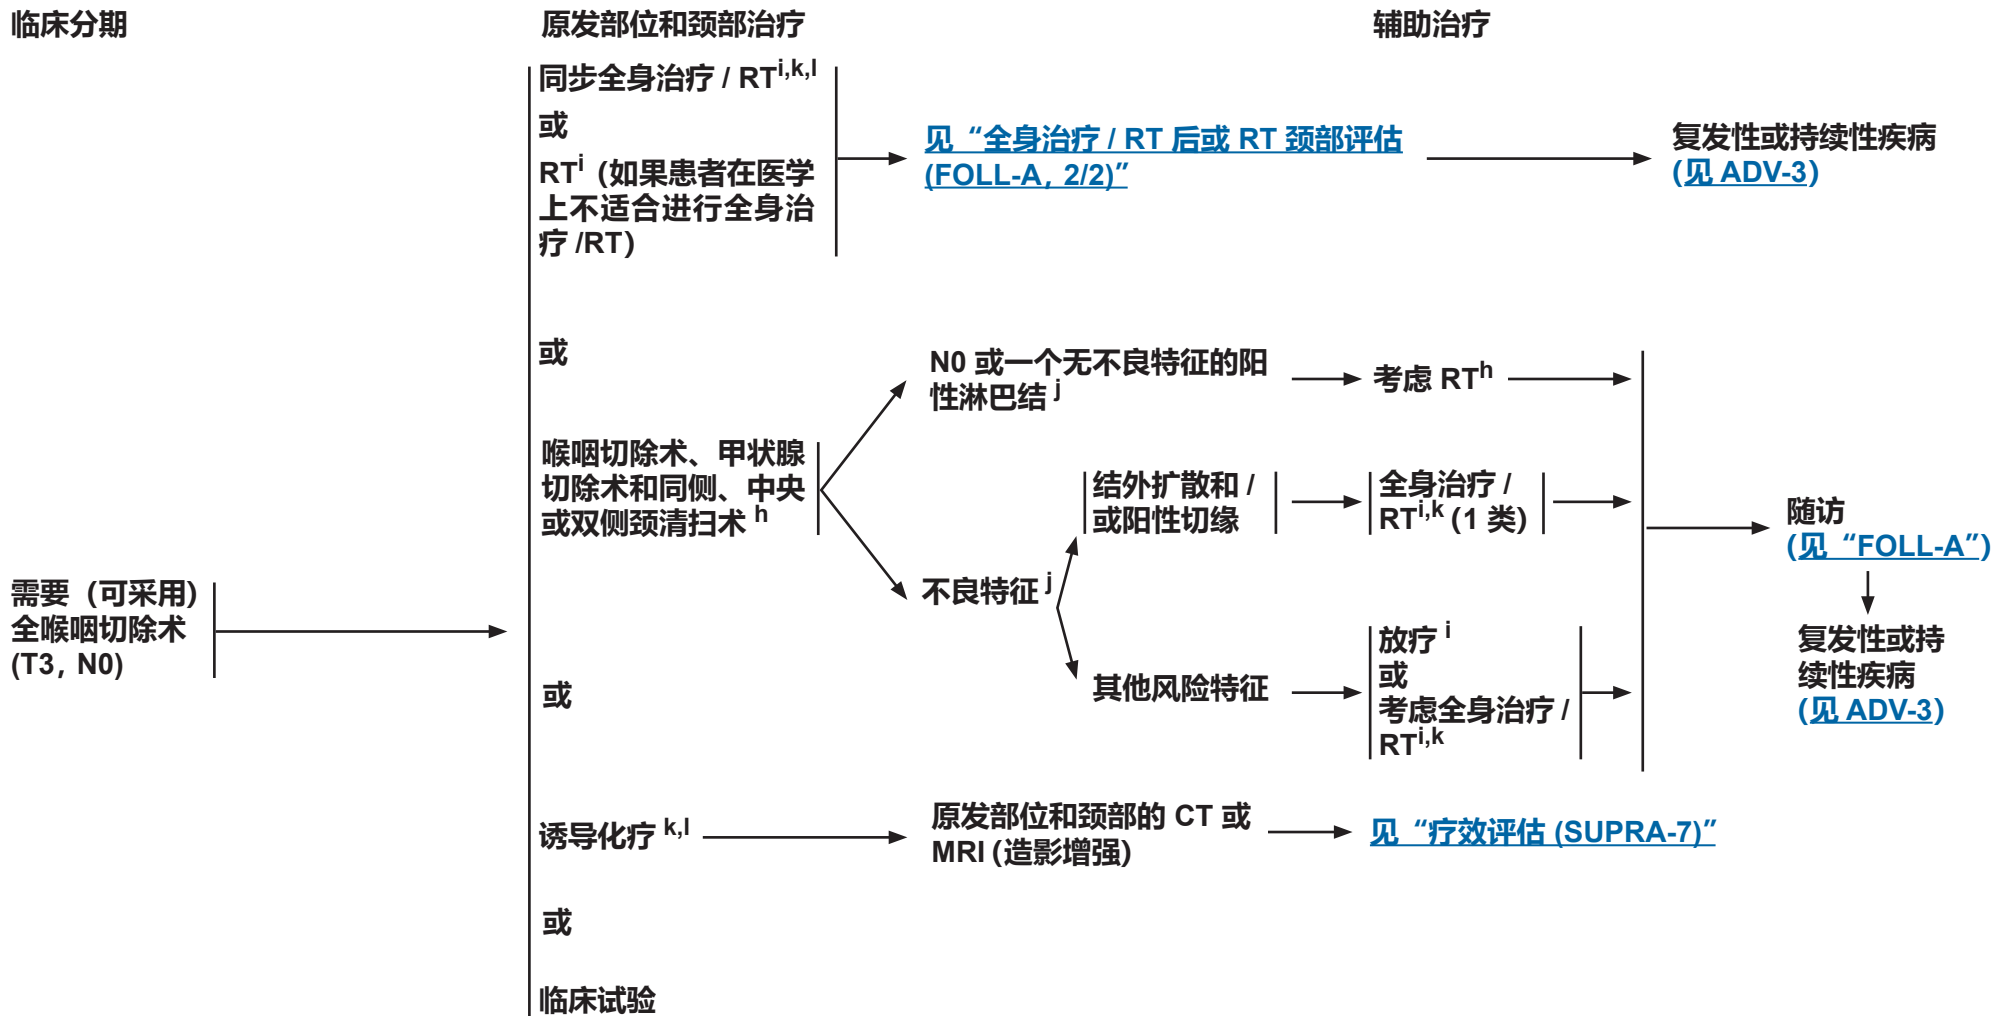 临床分期
原发部位和颈部治疗
辅助治疗
同步全身治疗 / RTi,k,l
或
RTi (如果患者在医学
上不适合进行全身治
疗 /RT)
见 “全身治疗 / RT 后或 RT 颈部评估
(FOLL-A, 2/2)”
复发性或持续性疾病
(见 ADV-3)
或
喉咽切除术、甲状腺
切除术和同侧、中央
或双侧颈清扫术 h
N0 或一个无不良特征的阳
性淋巴结 j
考虑 RTh
不良特征 j
结外扩散和 /
或阳性切缘
全身治疗 /
RTi,k (1 类)
其他风险特征
放疗 i
或
考虑全身治疗 /
RTi,k
随访
(见 “FOLL-A”)
复发性或持
续性疾病
(见 ADV-3)
需要 (可采用)
全喉咽切除术
(T3, N0)
或
诱导化疗 k,l
原发部位和颈部的 CT 或
MRI (造影增强)
见 “疗效评估 (SUPRA-7)”
或
临床试验